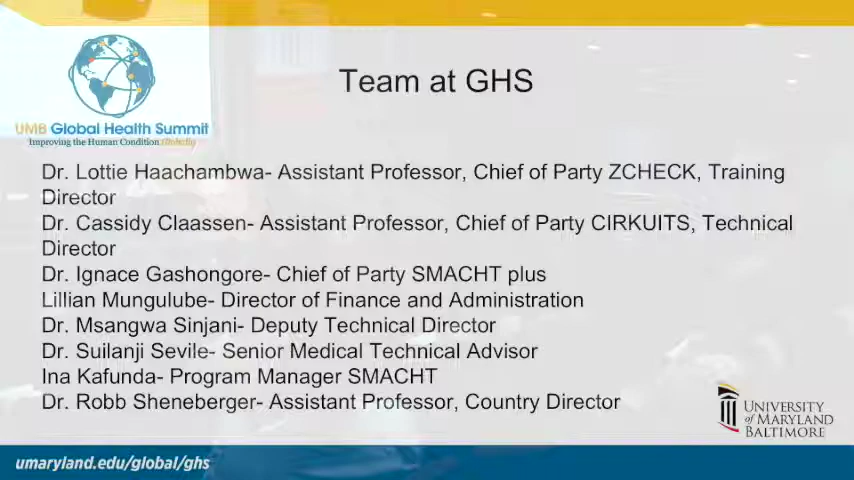 UMB Global Health Summit
Improving the Human Condition Globally
Team at GHS
Dr. Lottie Haachambwa- Assistant Professor, Chief of Party ZCHECK, Training
Director
Dr. Cassidy Claassen- Assistant Professor, Chief of Party CIRKUITS, Technical
Director
Dr. Ignace Gashongore- Chief of Party SMACHT plus
Lillian Mungulube- Director of Finance and Administration
Dr. Msangwa Sinjani- Deputy Technical Director
Dr. Suilanji Sevile- Senior Medical Technical Advisor
Ina Kafunda- Program Manager SMACHT
Dr. Robb Sheneberger- Assistant Professor, Country Director
UNIVERSITY
of MARYLAND
BALTIMORE
umaryland.edu/global/ghs